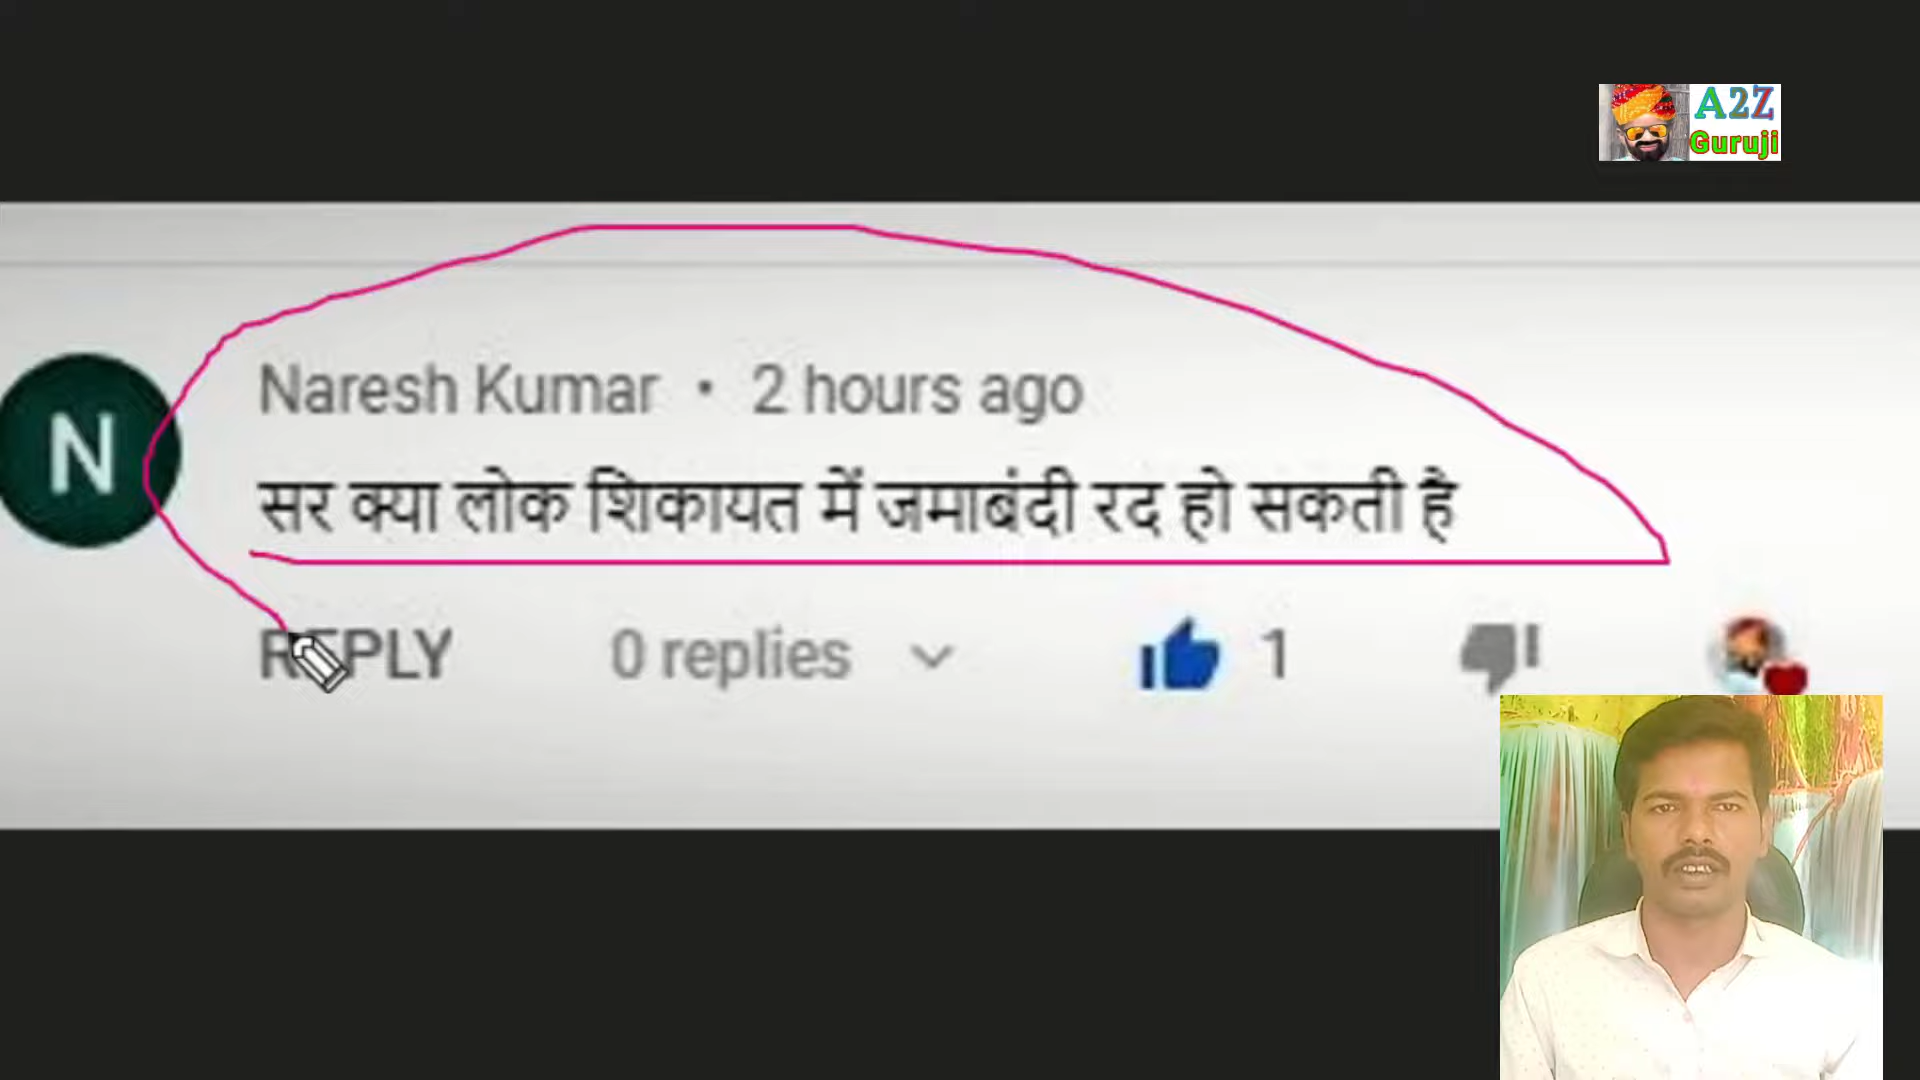 A2Z
Guruji
Naresh Kumar • 2 hours ago
सर क्या लोक शिकायत में जमाबंदी रद हो सकती है
N
REPLY 0 replies 1